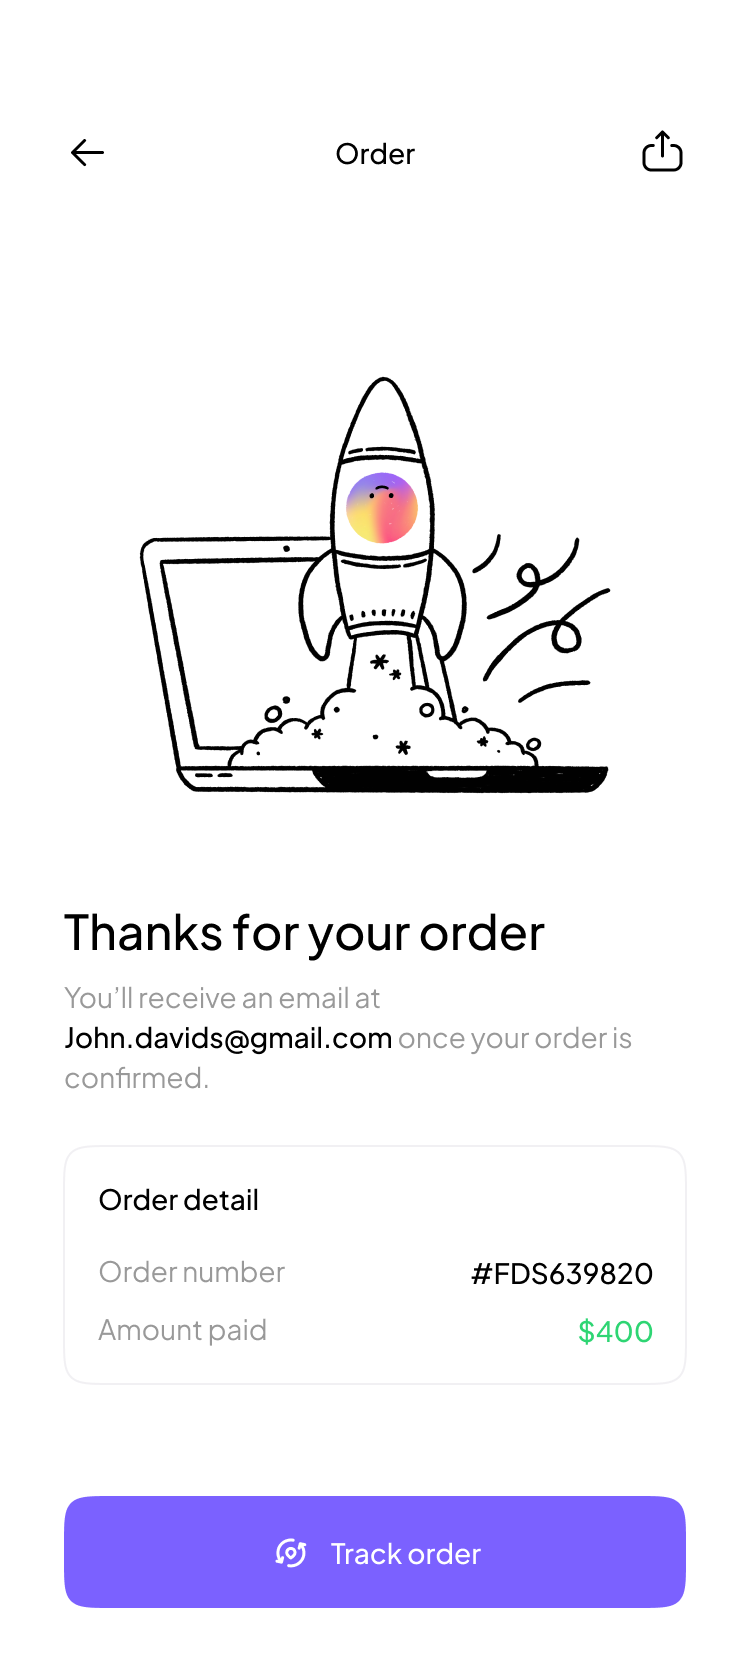 Order
Thanks for your order
You’ll receive an email at
John.davids@gmail.com once your order is
confirmed.
Order detail
Order number #FDS639820
Amount paid $400
Track order